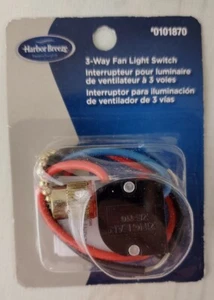 Harbor Breeze
#0101870
3-Way Fan Light Switch
Interrupteur pour luminaire
de ventilateur à 3 voies
Interruptor para iluminación
de ventilador de 3 vías